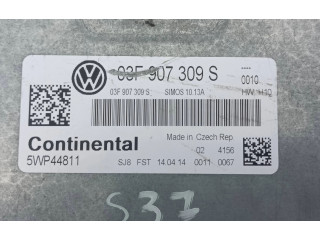 03F 907 309 S
----
0010
03F 907 309 S SIMOS 10.13A HW: H30
Made in Czech Rep
Continental 02 4156
5WP44811 SJ8 FST 14.04.14 0011 0067
S37